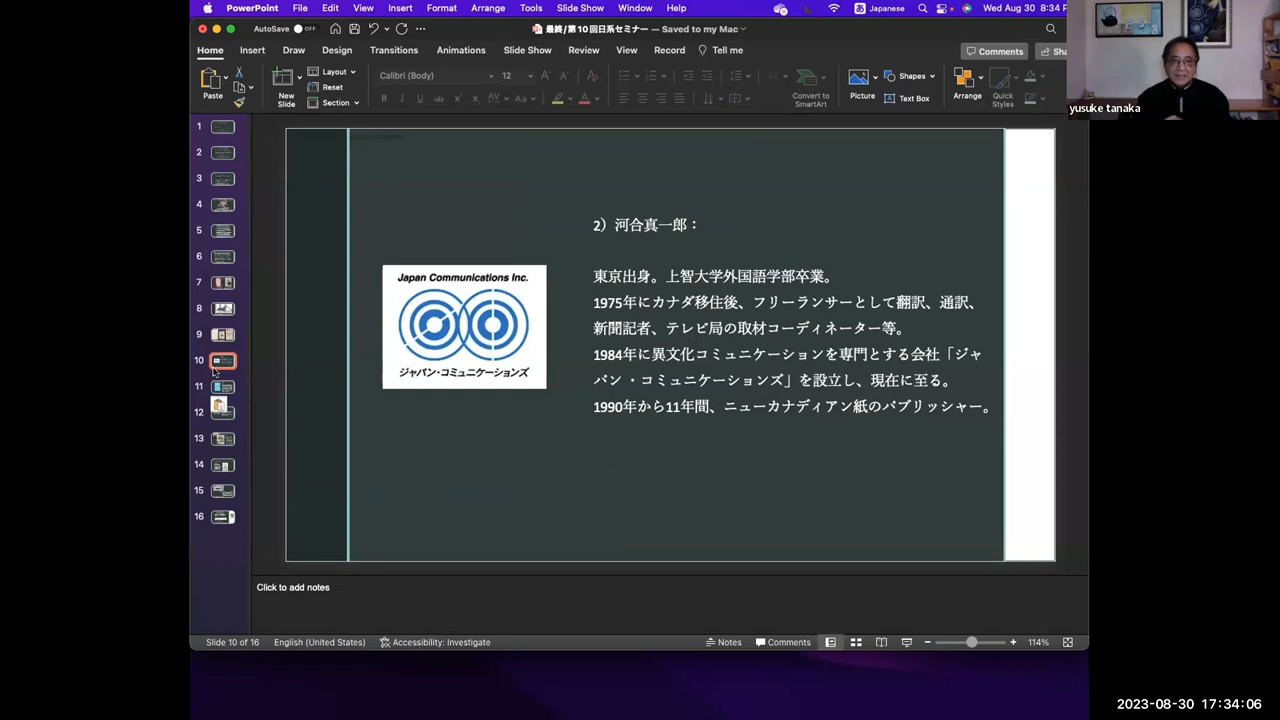 PowerPoint File Edit View Insert Format Arrange Tools Slide Show Window Help あ Japanese Wed Aug 30 8:34 P
AutoSave OFF 最終/第10回日系セミナー — Saved to my Mac
Home Insert Draw Design Transitions Animations Slide Show Review View Record Tell me Comments Sha
Paste New Slide Layout Reset Section Calibri (Body) 12 Convert to SmartArt Picture Shapes Text Box Arrange Quick Styles
yusuke tanaka
1
2
3
4
5
6
7
8
9
10
11
12
13
14
15
16
2）河合真一郎：
Japan Communications Inc.
ジャパン・コミュニケーションズ
東京出身。上智大学外国語学部卒業。
1975年にカナダ移住後、フリーランサーとして翻訳、通訳、
新聞記者、テレビ局の取材コーディネーター等。
1984年に異文化コミュニケーションを専門とする会社「ジャ
パン ・コミュニケーションズ」を設立し、現在に至る。
1990年から11年間、ニューカナディアン紙のパブリッシャー。
Click to add notes
Slide 10 of 16 English (United States) Accessibility: Investigate Notes Comments 114%
2023-08-30 17:34:06